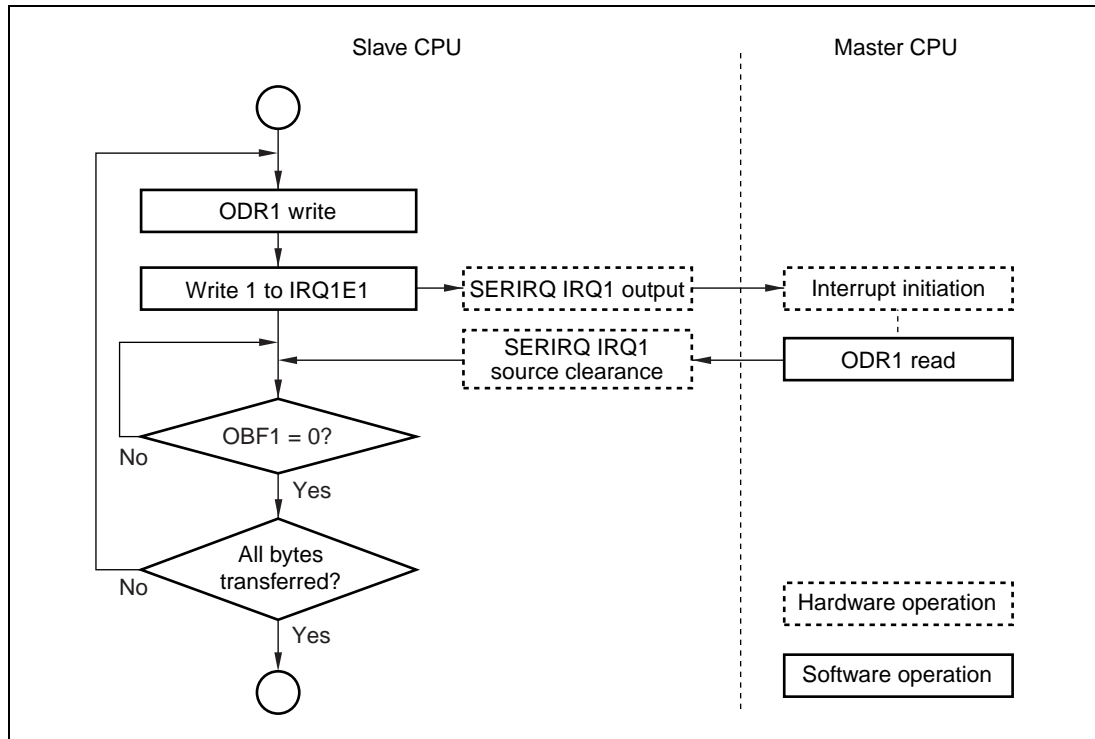 Slave CPU
Master CPU
ODR1 write
Write 1 to IRQ1E1
SERIRQ IRQ1 output
Interrupt initiation
SERIRQ IRQ1
source clearance
ODR1 read
OBF1 = 0?
No
Yes
All bytes
transferred?
No
Yes
Hardware operation
Software operation